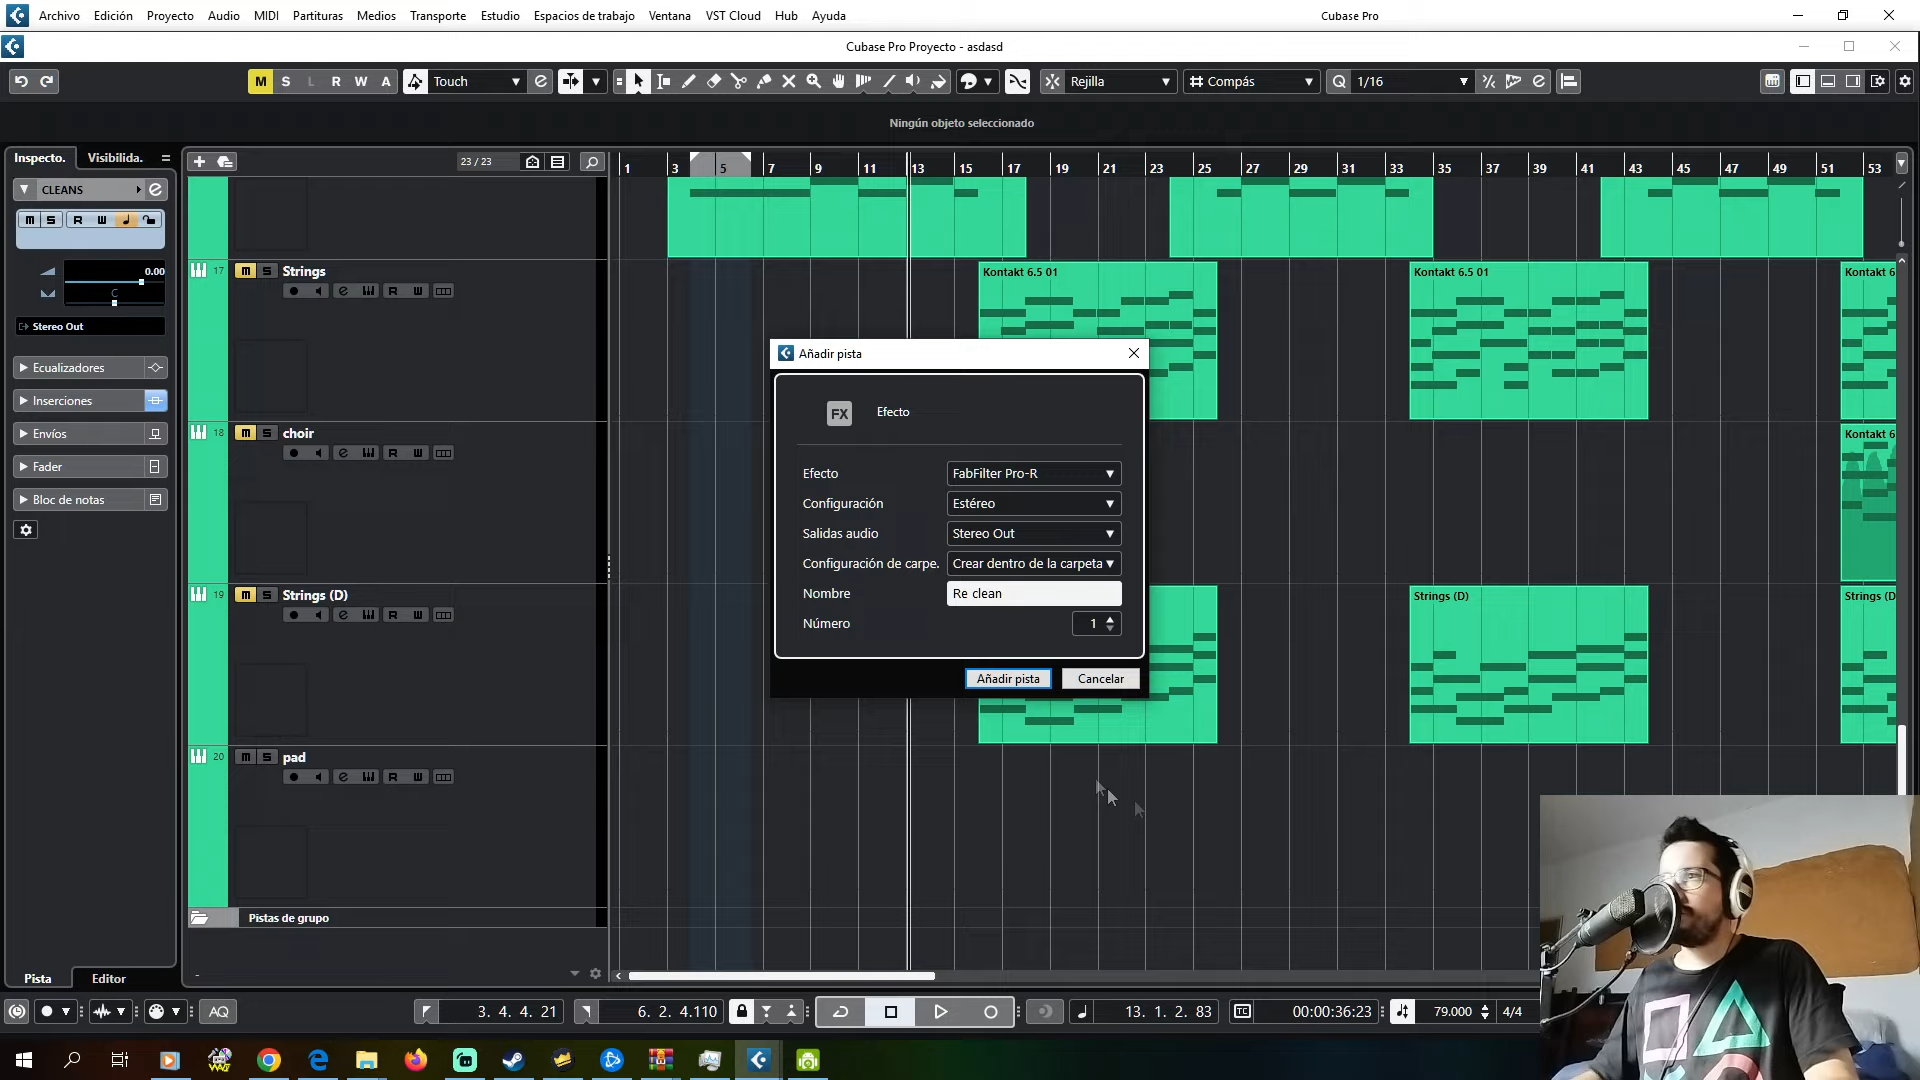 Archivo Edición Proyecto Audio MIDI Partituras Medios Transporte Estudio Espacios de trabajo Ventana VST Cloud Hub Ayuda Cubase Pro
Cubase Pro Proyecto - asdasd
M S L R W A Touch Rejilla Compás Q 1/16
Ningún objeto seleccionado
Inspecto. Visibilida. 23 / 23 1 3 5 7 9 11 13 15 17 19 21 23 25 27 29 31 33 35 37 39 41 43 45 47 49 51 53
CLEANS
M S R W
0.00
C
Stereo Out
Ecualizadores
Inserciones
Envíos
Fader
Bloc de notas
17 m S Strings
R W
Kontakt 6.5 01 Kontakt 6.5 01 Kontakt 6
18 m S choir
R W
Kontakt 6
19 m S Strings (D)
R W
Strings (D) Strings (D
20 m S pad
R W
Pistas de grupo
Añadir pista
FX Efecto
Efecto FabFilter Pro-R
Configuración Estéreo
Salidas audio Stereo Out
Configuración de carpe. Crear dentro de la carpeta
Nombre Re clean
Número 1
Añadir pista Cancelar
Pista Editor
AQ 3. 4. 4. 21 6. 2. 4.110 13. 1. 2. 83 00:00:36:23 79.000 4/4